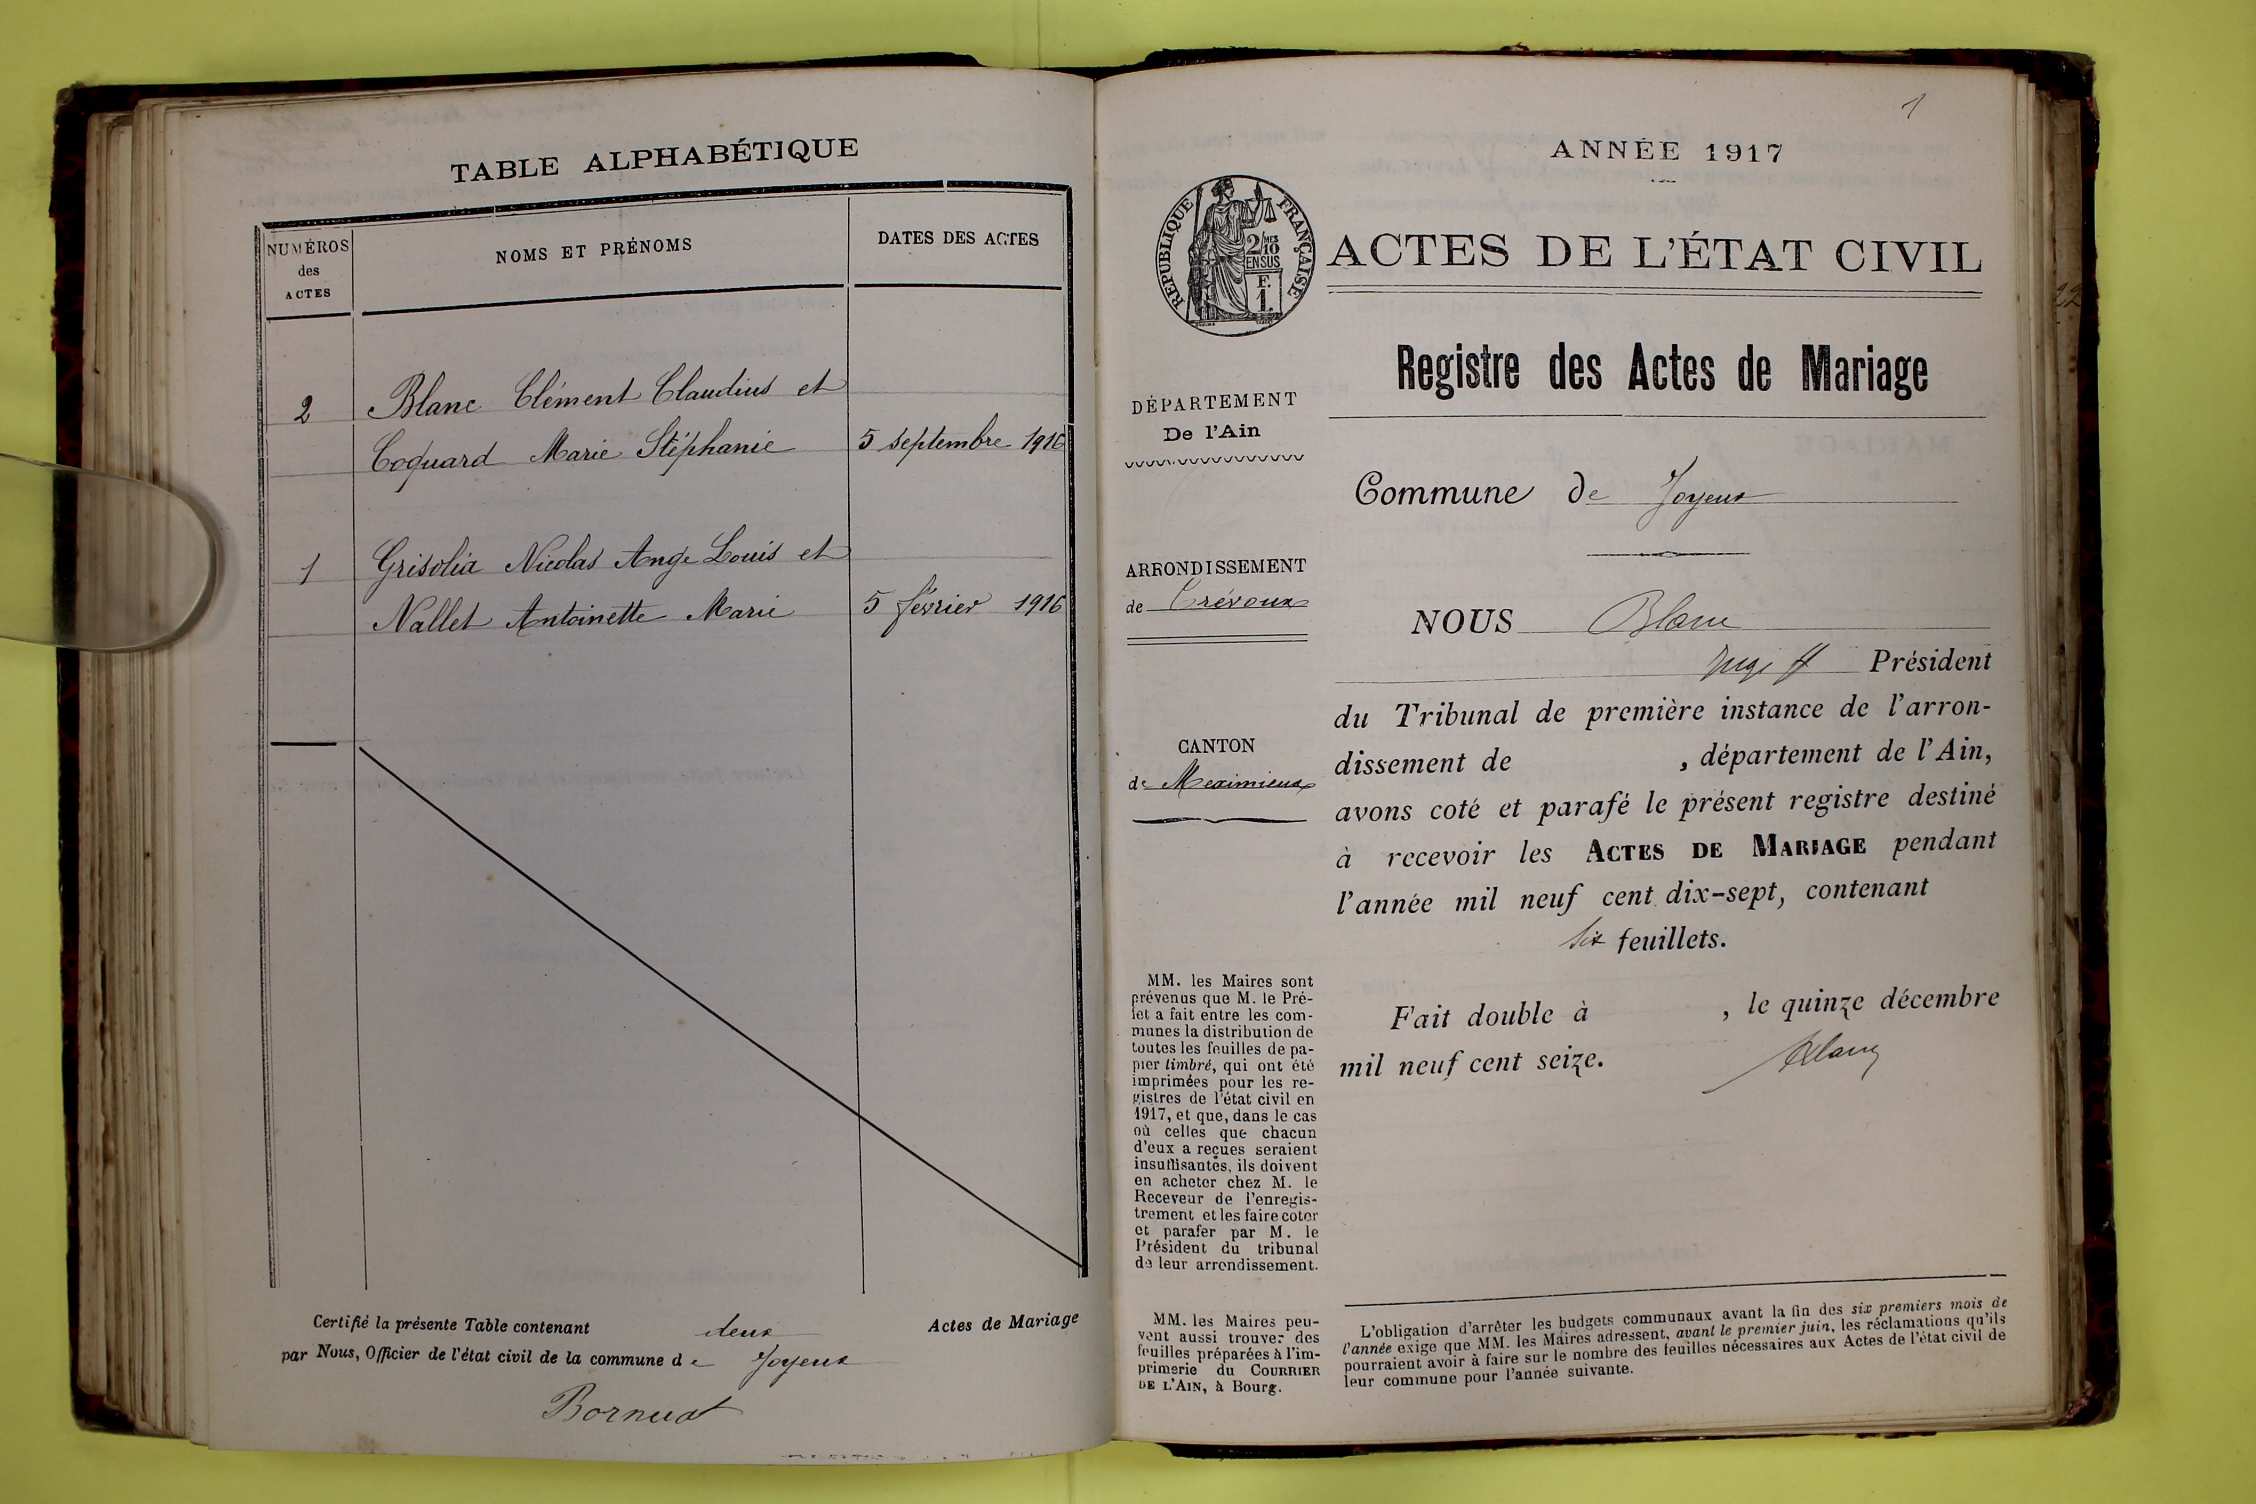 TABLE ALPHABÉTIQUE
NUMÉROS
des
ACTES
NOMS ET PRÉNOMS
DATES DES ACTES
2
Blanc Clément Claudius et
Coquard Marie Stéphanie
5 septembre 1916
1
Grisolia Nicolas Ange Louis et
Nallet Antoinette Marie
5 février 1916
Certifié la présente Table contenant deux Actes de Mariage
par Nous, Officier de l'état civil de la commune de Joyeux
Bornuat
1
ANNÉE 1917
RÉPUBLIQUE FRANÇAISE
2/10 MES
EN SUS
F.
1.
ACTES DE L'ÉTAT CIVIL
Registre des Actes de Mariage
DÉPARTEMENT
De l'Ain
ARRONDISSEMENT
de Trévoux
CANTON
de Meximieux
MM. les Maires sont
prévenus que M. le Pré-
fet a fait entre les com-
munes la distribution de
toutes les feuilles de pa-
pier timbré, qui ont été
imprimées pour les re-
gistres de l'état civil en
1917, et que, dans le cas
où celles que chacun
d'eux a reçues seraient
insuffisantes, ils doivent
en acheter chez M. le
Receveur de l'enregis-
trement et les faire coter
et parafer par M. le
Président du tribunal
de leur arrondissement.
MM. les Maires peu-
vent aussi trouver des
feuilles préparées à l'im-
primerie du COURRIER
DE L'AIN, à Bourg.
Commune de Joyeux
NOUS Blanc
Juge Président
du Tribunal de première instance de l'arron-
dissement de , département de l'Ain,
avons coté et parafé le présent registre destiné
à recevoir les ACTES DE MARIAGE pendant
l'année mil neuf cent dix-sept, contenant
six feuillets.
Fait double à , le quinze décembre
mil neuf cent seize.
Blanc
L'obligation d'arrêter les budgets communaux avant la fin des six premiers mois de
l'année exige que MM. les Maires adressent, avant le premier juin, les réclamations qu'ils
pourraient avoir à faire sur le nombre des feuilles nécessaires aux Actes de l'état civil de
leur commune pour l'année suivante.
22